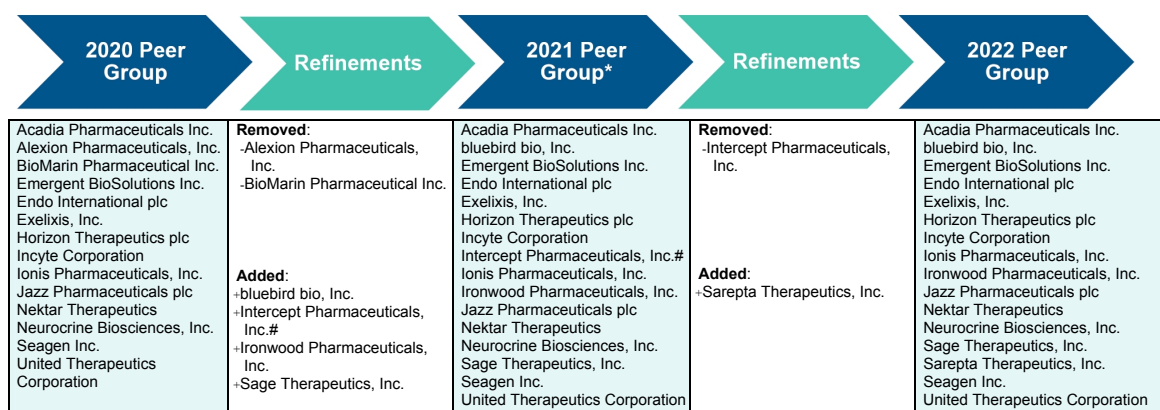 2020 Peer
Group
Refinements
2021 Peer
Group*
Refinements
2022 Peer
Group
Acadia Pharmaceuticals Inc.
Alexion Pharmaceuticals, Inc.
BioMarin Pharmaceutical Inc.
Emergent BioSolutions Inc.
Endo International plc
Exelixis, Inc.
Horizon Therapeutics plc
Incyte Corporation
Ionis Pharmaceuticals, Inc.
Jazz Pharmaceuticals plc
Nektar Therapeutics
Neurocrine Biosciences, Inc.
Seagen Inc.
United Therapeutics
Corporation
Removed:
-Alexion Pharmaceuticals,
Inc.
-BioMarin Pharmaceutical Inc.
Added:
+bluebird bio, Inc.
+Intercept Pharmaceuticals,
Inc.#
+Ironwood Pharmaceuticals,
Inc.
+Sage Therapeutics, Inc.
Acadia Pharmaceuticals Inc.
bluebird bio, Inc.
Emergent BioSolutions Inc.
Endo International plc
Exelixis, Inc.
Horizon Therapeutics plc
Incyte Corporation
Intercept Pharmaceuticals, Inc.#
Ionis Pharmaceuticals, Inc.
Ironwood Pharmaceuticals, Inc.
Jazz Pharmaceuticals plc
Nektar Therapeutics
Neurocrine Biosciences, Inc.
Sage Therapeutics, Inc.
Seagen Inc.
United Therapeutics Corporation
Removed:
-Intercept Pharmaceuticals,
Inc.
Added:
+Sarepta Therapeutics, Inc.
Acadia Pharmaceuticals Inc.
bluebird bio, Inc.
Emergent BioSolutions Inc.
Endo International plc
Exelixis, Inc.
Horizon Therapeutics plc
Incyte Corporation
Ionis Pharmaceuticals, Inc.
Ironwood Pharmaceuticals, Inc.
Jazz Pharmaceuticals plc
Nektar Therapeutics
Neurocrine Biosciences, Inc.
Sage Therapeutics, Inc.
Sarepta Therapeutics, Inc.
Seagen Inc.
United Therapeutics Corporation